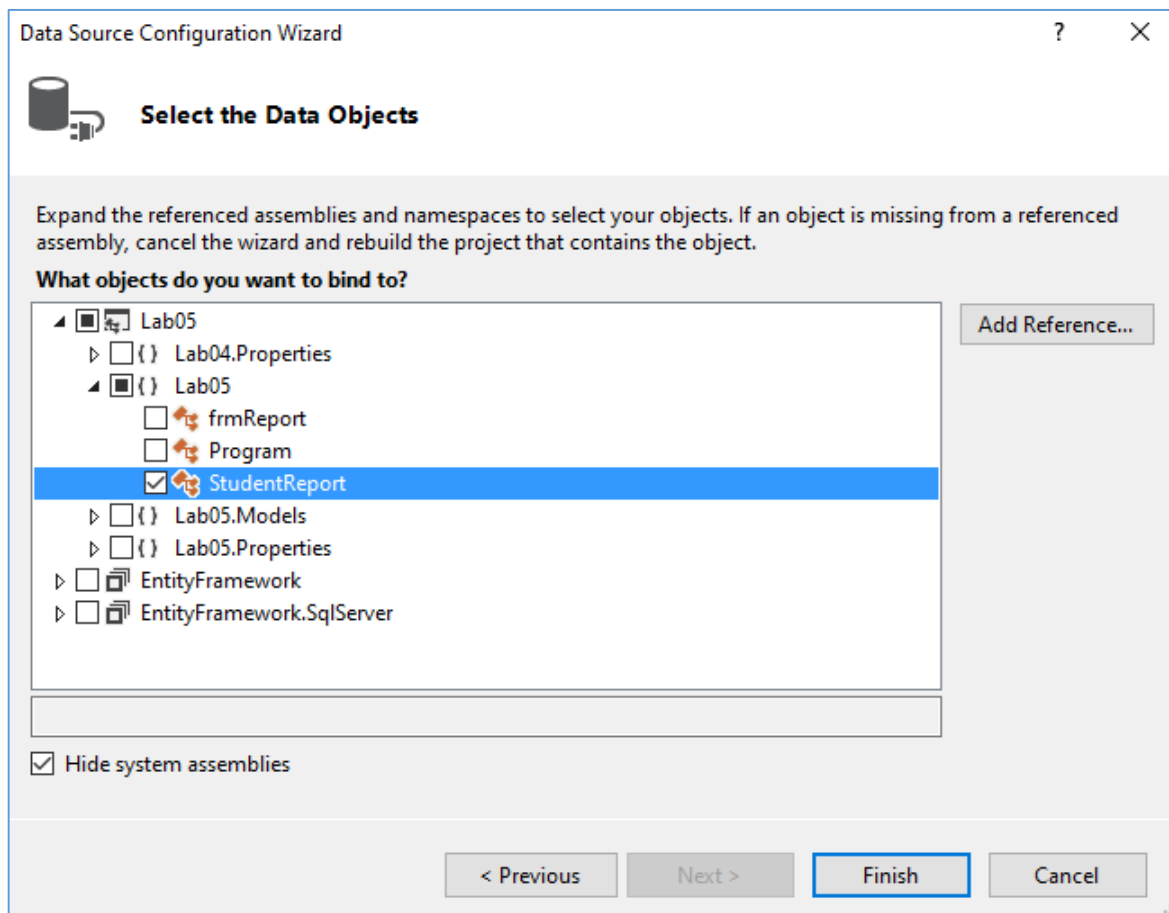 Data Source Configuration Wizard
?
Select the Data Objects
Expand the referenced assemblies and namespaces to select your objects. If an object is missing from a referenced
assembly, cancel the wizard and rebuild the project that contains the object.
What objects do you want to bind to?
Lab05
Add Reference...
{ } Lab04.Properties
{ } Lab05
frmReport
Program
StudentReport
{ } Lab05.Models
{ } Lab05.Properties
EntityFramework
EntityFramework.SqlServer
Hide system assemblies
< Previous
Next >
Finish
Cancel